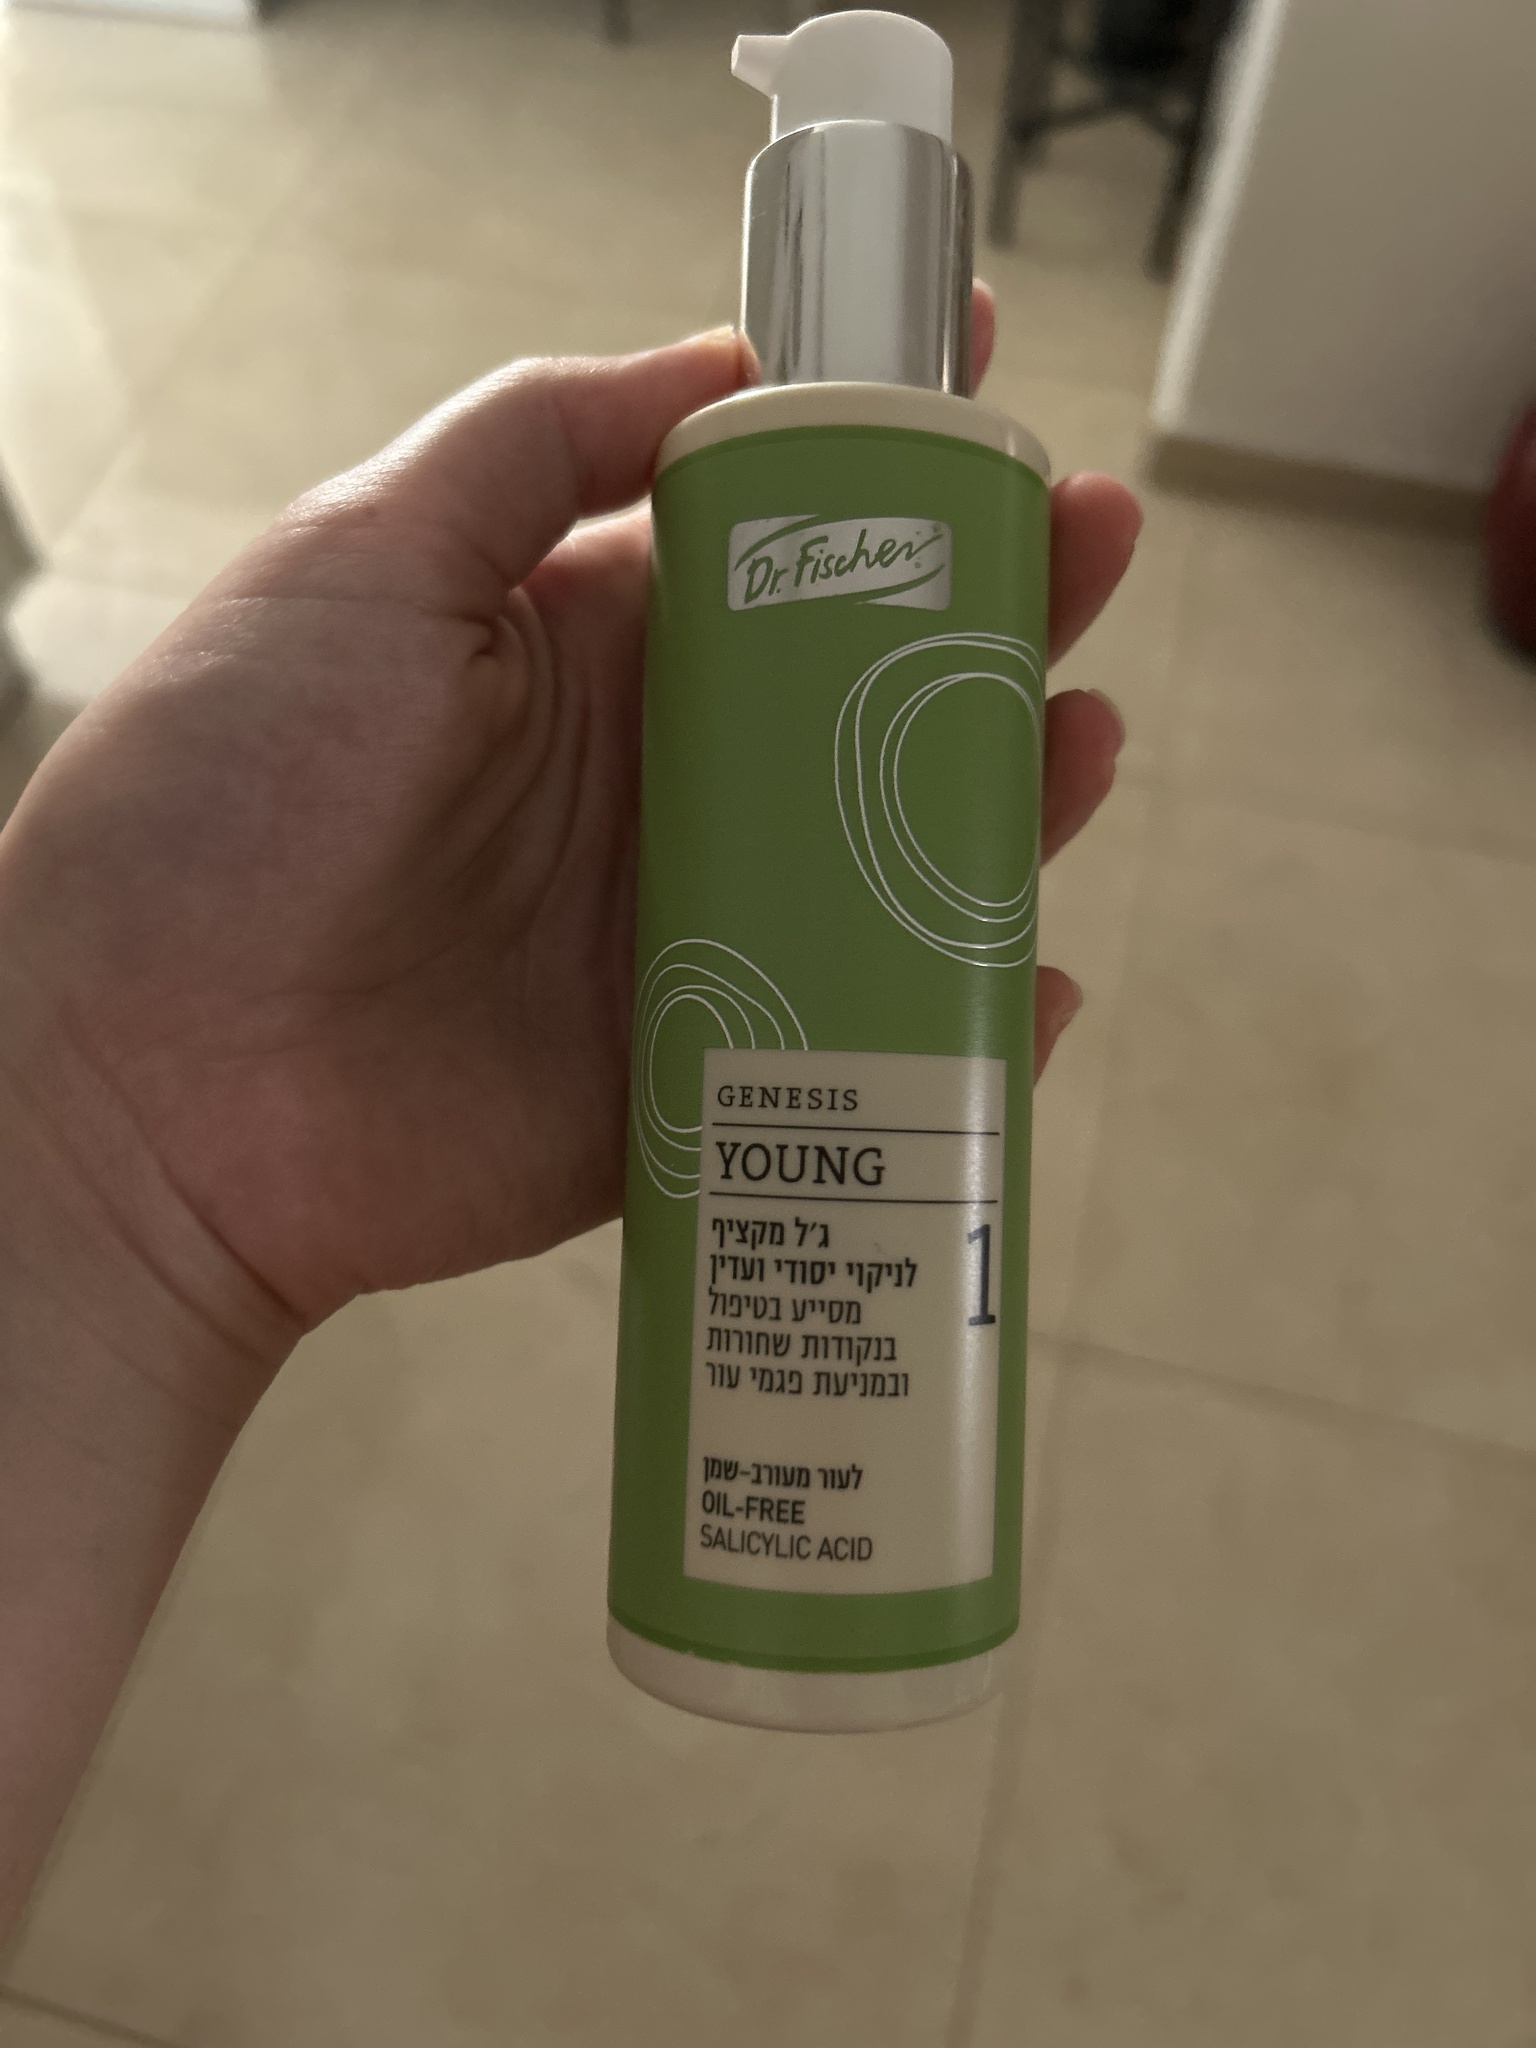 Dr. Fischer
GENESIS
YOUNG
1
ג'ל מקציף
לניקוי יסודי ועדין
מסייע בטיפול
בנקודות שחורות
ובמניעת פגמי עור
לעור מעורב-שמן
OIL-FREE
SALICYLIC ACID